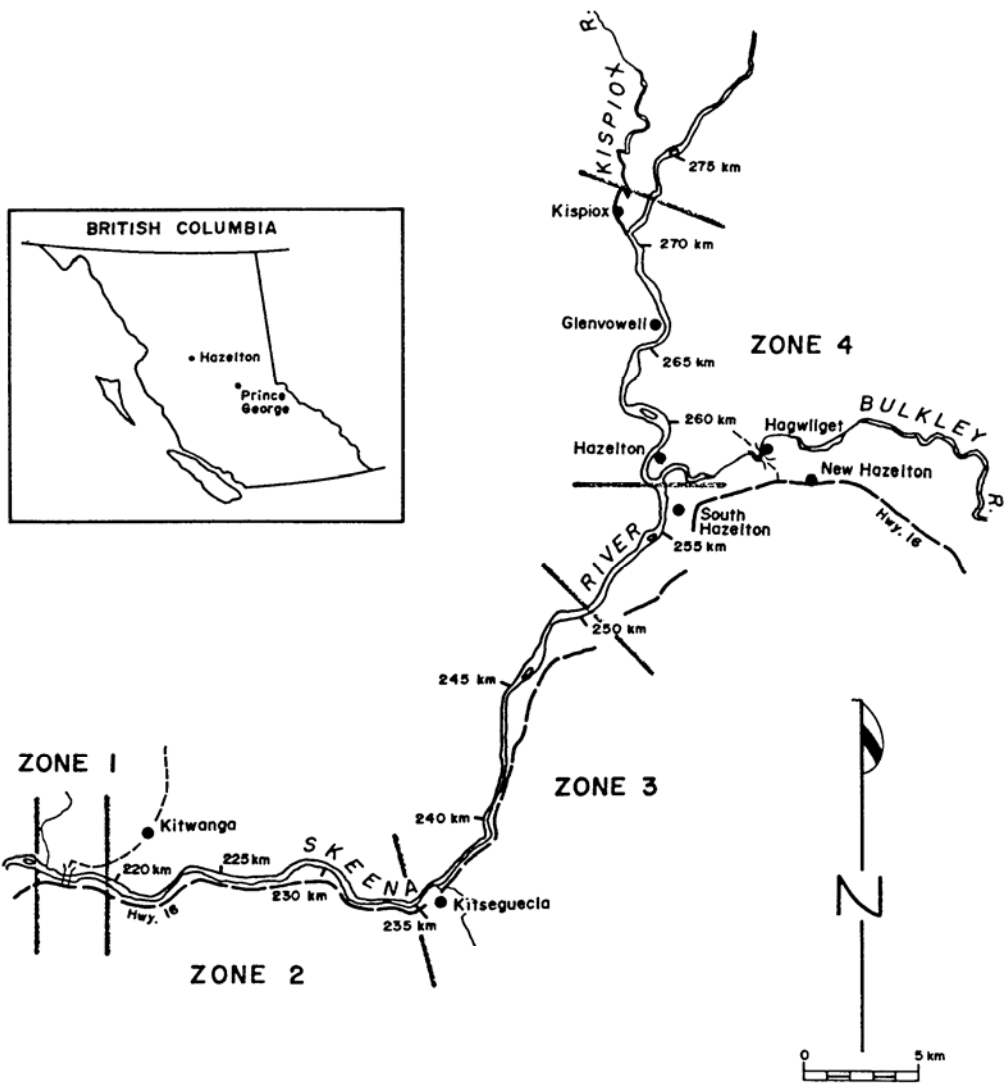 KISPIOX R.
275 km
Kispiox
270 km
BRITISH COLUMBIA
Hazelton
Prince
George
Glenvowell
ZONE 4
265 km
260 km
BULKLEY R.
Hagwilget
Hazelton
New Hazelton
South
Hazelton
Hwy. 16
255 km
RIVER
250 km
245 km
ZONE 1
ZONE 3
240 km
Kitwanga
SKEENA
220 km
225 km
230 km
Hwy. 16
Kitseguecla
235 km
ZONE 2
N
0 5 km